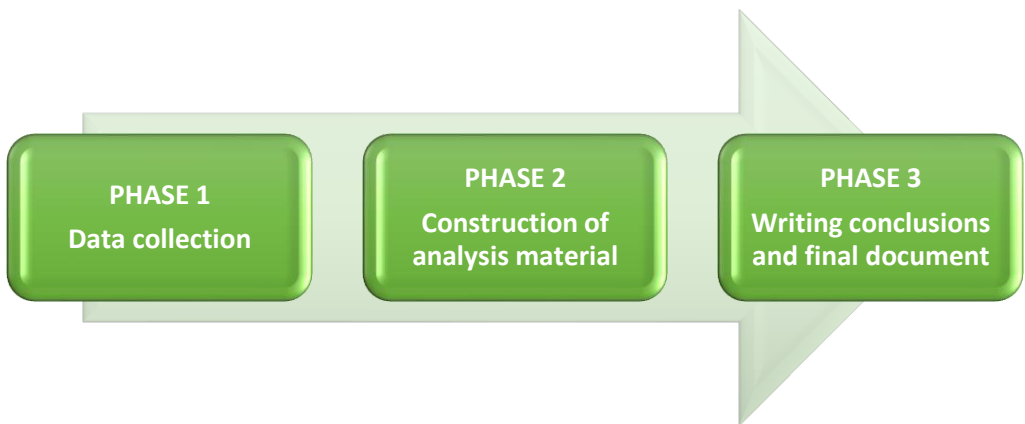 PHASE 1
Data collection
PHASE 2
Construction of
analysis material
PHASE 3
Writing conclusions
and final document